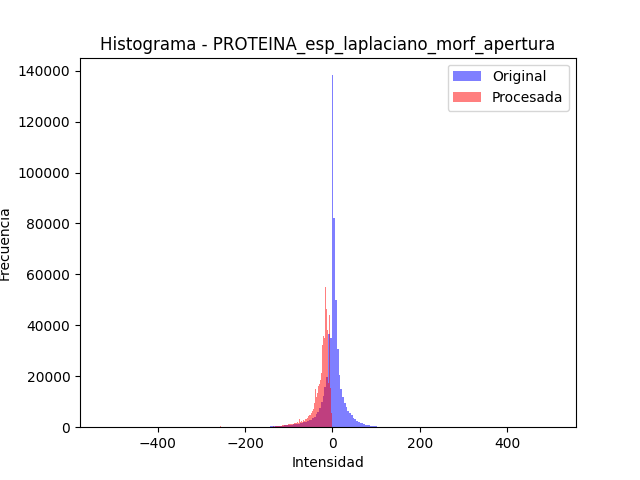 Histograma - PROTEINA_esp_laplaciano_morf_apertura
Original
Procesada
140000
120000
100000
80000
60000
40000
20000
0
Frecuencia
−400
−200
0
200
400
Intensidad